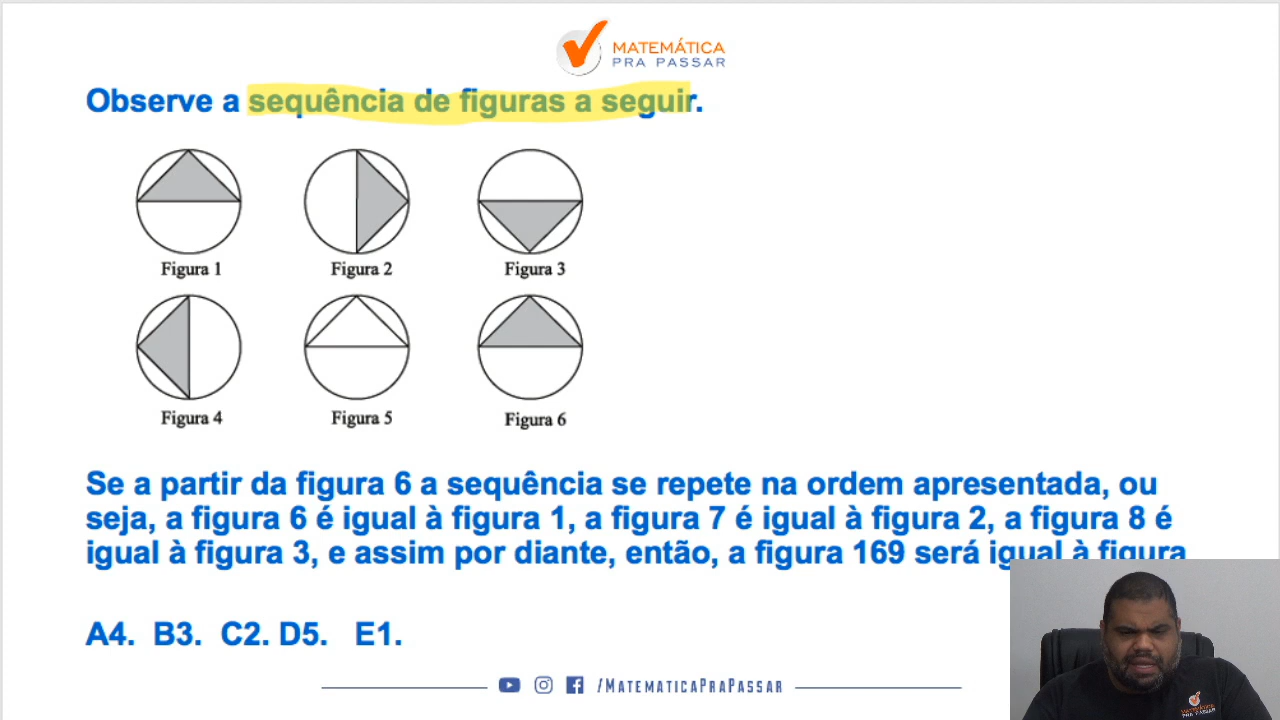 MATEMÁTICA
PRA PASSAR
Observe a sequência de figuras a seguir.
Figura 1
Figura 2
Figura 3
Figura 4
Figura 5
Figura 6
Se a partir da figura 6 a sequência se repete na ordem apresentada, ou
seja, a figura 6 é igual à figura 1, a figura 7 é igual à figura 2, a figura 8 é
igual à figura 3, e assim por diante, então, a figura 169 será igual à figura
A4. B3. C2. D5. E1.
/MATEMATICAPRAPASSAR
MATEMÁTICA
PRA PASSAR